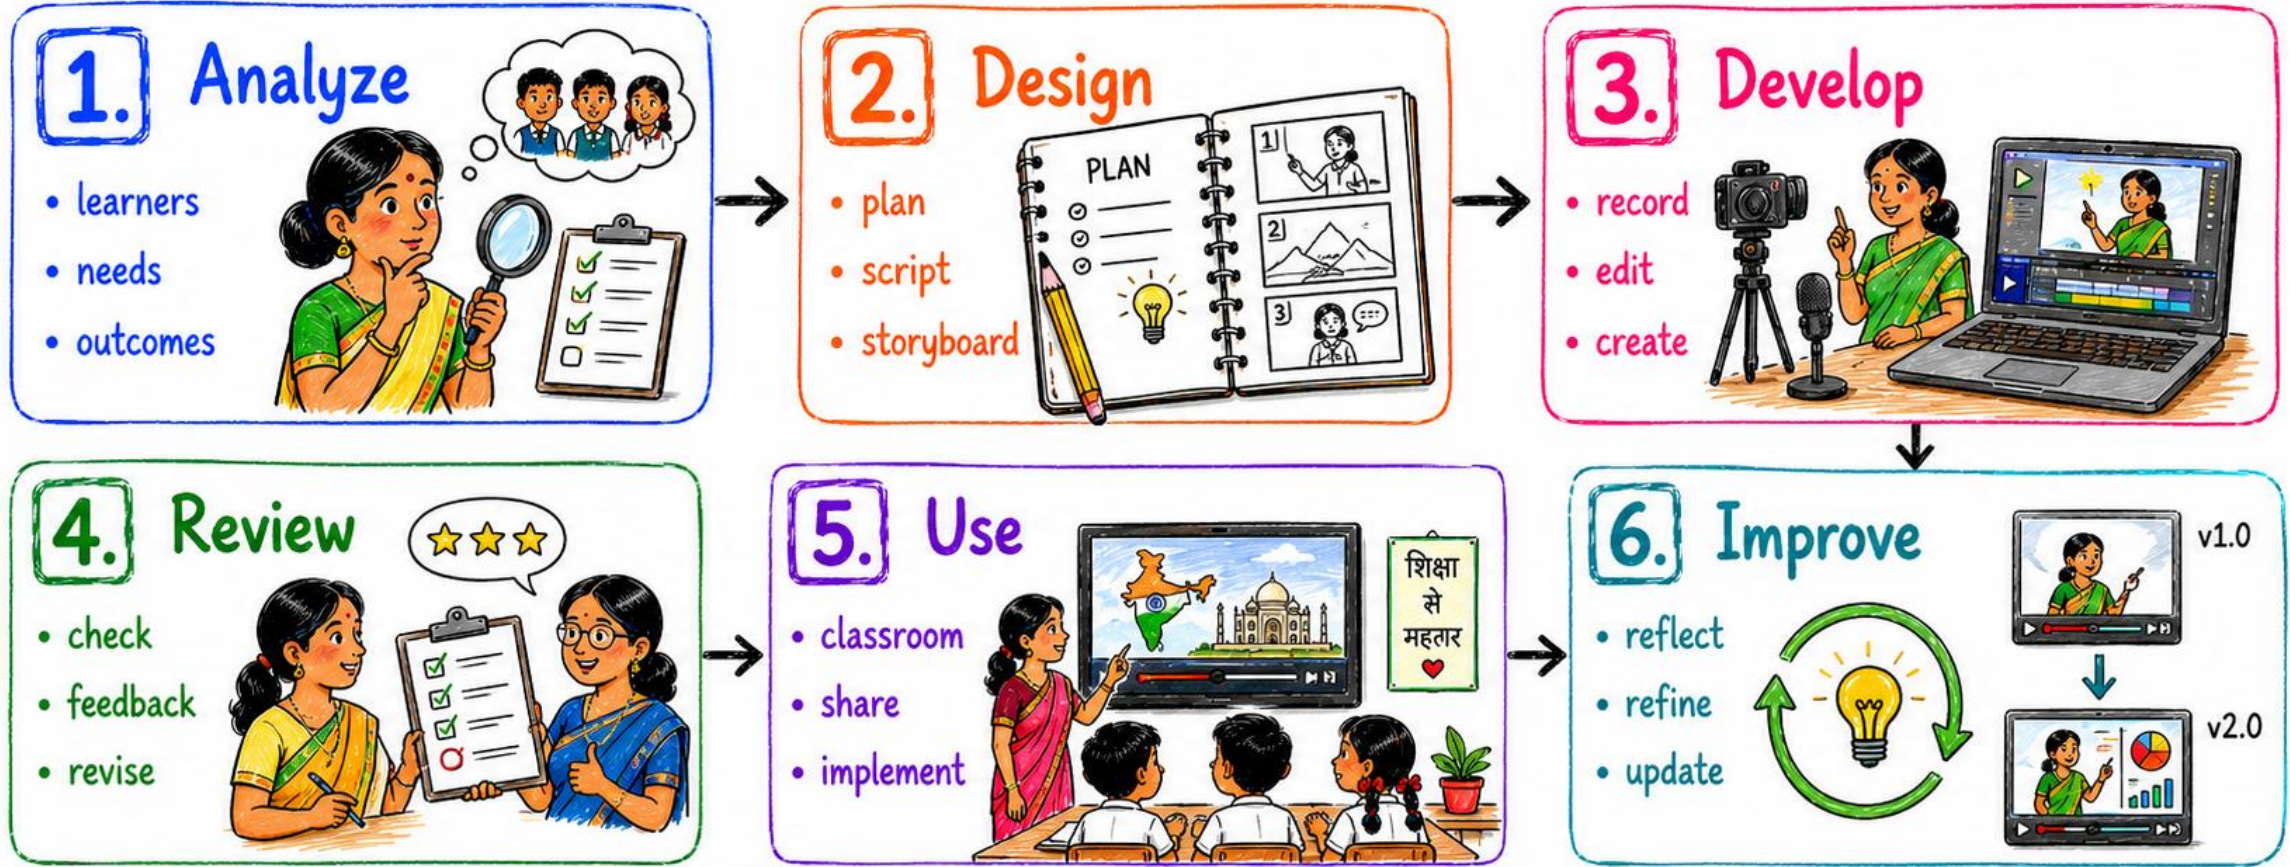 1. Analyze
• learners
• needs
• outcomes
2. Design
• plan
• script
• storyboard
PLAN
1
2
3
3. Develop
• record
• edit
• create
4. Review
• check
• feedback
• revise
5. Use
• classroom
• share
• implement
शिक्षा
से
महतार
6. Improve
• reflect
• refine
• update
v1.0
v2.0